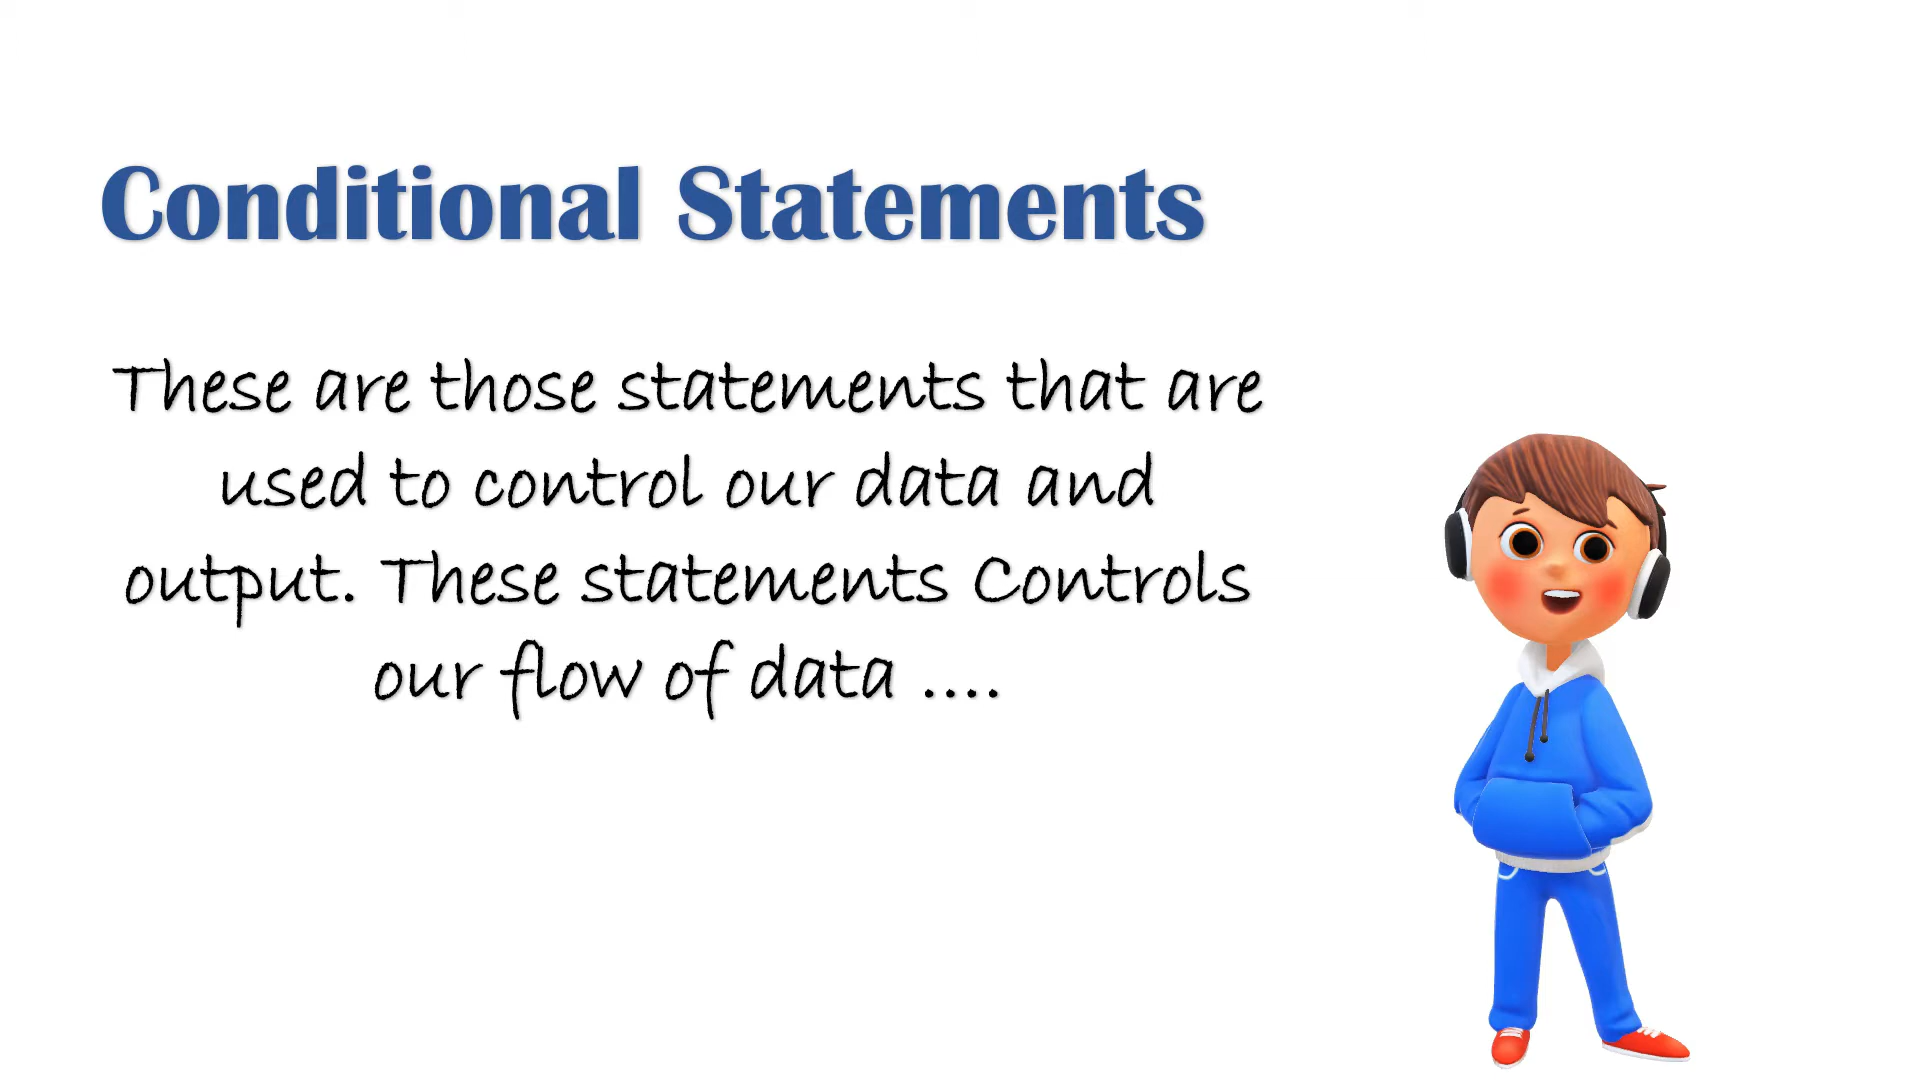 Conditional Statements
These are those statements that are
used to control our data and
output. These statements Controls
our flow of data ....